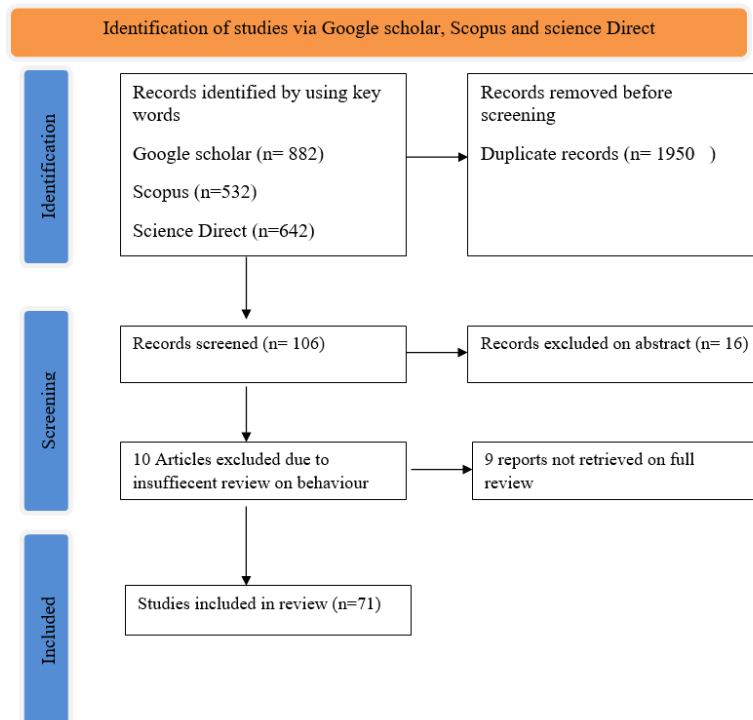 Identification of studies via Google scholar, Scopus and science Direct
Identification
Records identified by using key
words
Google scholar (n= 882)
Scopus (n=532)
Science Direct (n=642)
Records removed before
screening
Duplicate records (n= 1950 )
Screening
Records screened (n= 106)
Records excluded on abstract (n= 16)
10 Articles excluded due to
insuffiecent review on behaviour
9 reports not retrieved on full
review
Included
Studies included in review (n=71)